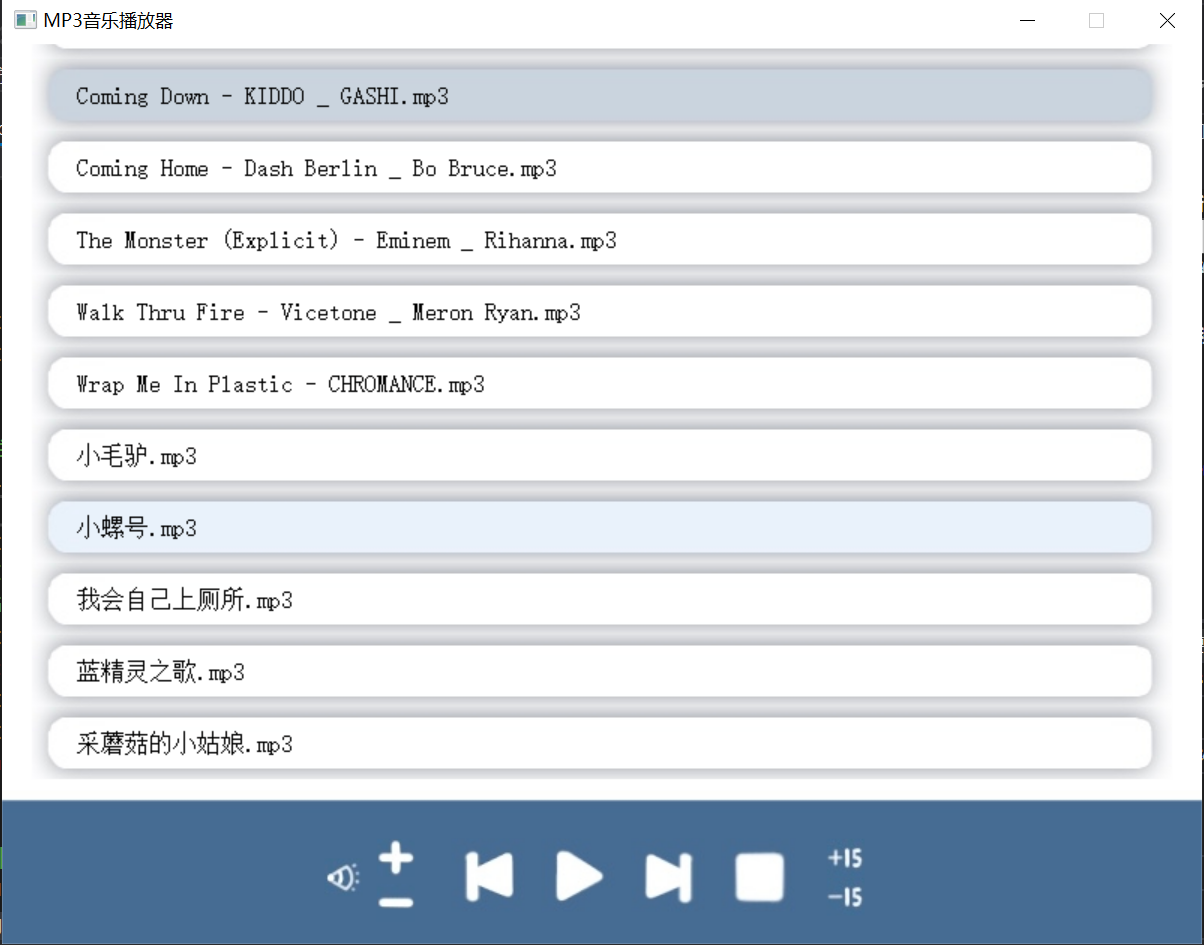 MP3音乐播放器
Coming Down - KIDDO _ GASHI.mp3
Coming Home - Dash Berlin _ Bo Bruce.mp3
The Monster (Explicit) - Eminem _ Rihanna.mp3
Walk Thru Fire - Vicetone _ Meron Ryan.mp3
Wrap Me In Plastic - CHROMANCE.mp3
小毛驴.mp3
小螺号.mp3
我会自己上厕所.mp3
蓝精灵之歌.mp3
采蘑菇的小姑娘.mp3
+15
-15